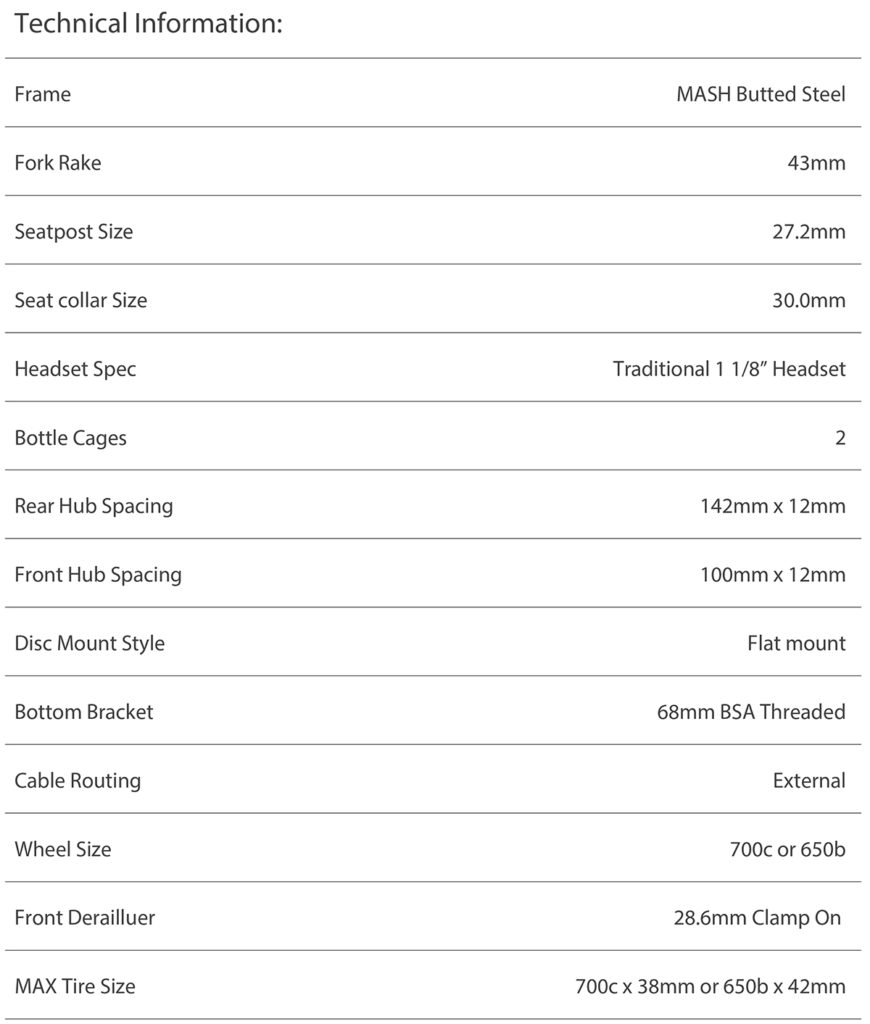 Technical Information:
Frame MASH Butted Steel
Fork Rake 43mm
Seatpost Size 27.2mm
Seat collar Size 30.0mm
Headset Spec Traditional 1 1/8” Headset
Bottle Cages 2
Rear Hub Spacing 142mm x 12mm
Front Hub Spacing 100mm x 12mm
Disc Mount Style Flat mount
Bottom Bracket 68mm BSA Threaded
Cable Routing External
Wheel Size 700c or 650b
Front Derailluer 28.6mm Clamp On
MAX Tire Size 700c x 38mm or 650b x 42mm